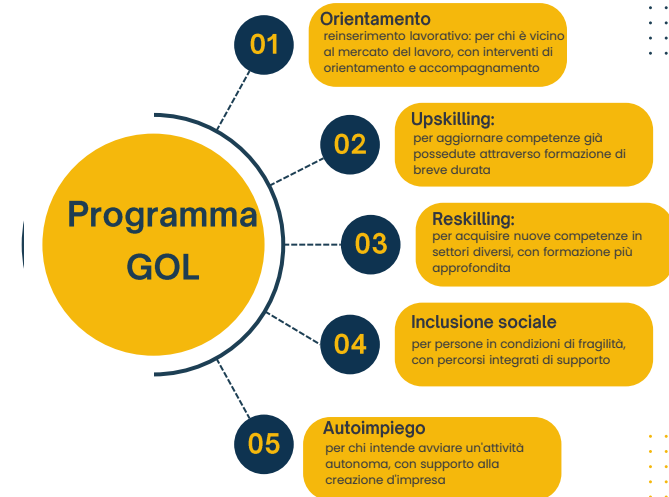 Programma
GOL
01
Orientamento
reinserimento lavorativo: per chi è vicino
al mercato del lavoro, con interventi di
orientamento e accompagnamento
02
Upskilling:
per aggiornare competenze già
possedute attraverso formazione di
breve durata
03
Reskilling:
per acquisire nuove competenze in
settori diversi, con formazione più
approfondita
04
Inclusione sociale
per persone in condizioni di fragilità,
con percorsi integrati di supporto
05
Autoimpiego
per chi intende avviare un'attività
autonoma, con supporto alla
creazione d'impresa